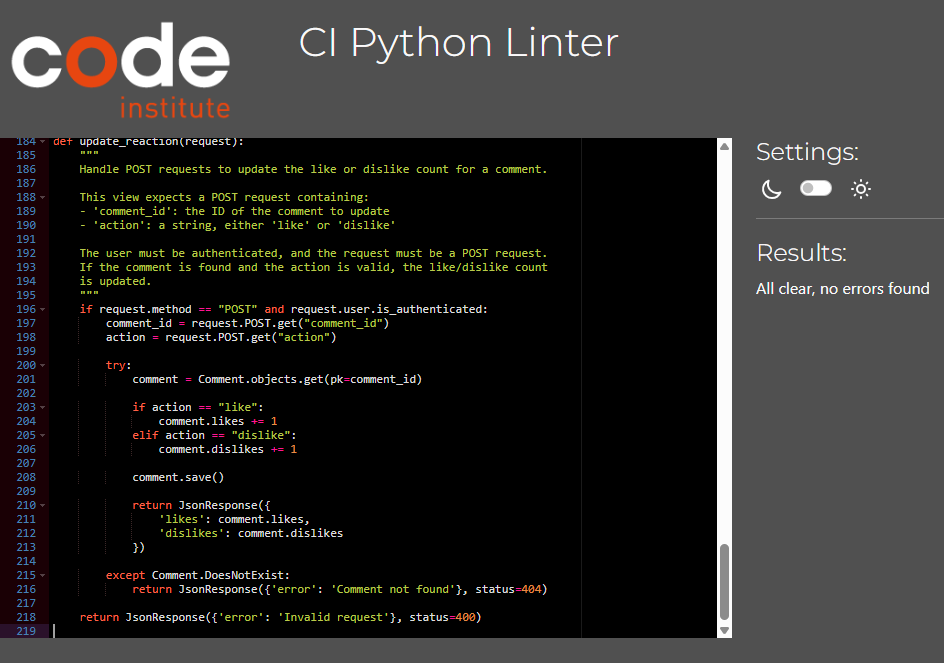 code
institute
CI Python Linter
184 def update_reaction(request):
185 """
186 Handle POST requests to update the like or dislike count for a comment.
187
188 This view expects a POST request containing:
189 - 'comment_id': the ID of the comment to update
190 - 'action': a string, either 'like' or 'dislike'
191
192 The user must be authenticated, and the request must be a POST request.
193 If the comment is found and the action is valid, the like/dislike count
194 is updated.
195 """
196 if request.method == "POST" and request.user.is_authenticated:
197 comment_id = request.POST.get("comment_id")
198 action = request.POST.get("action")
199
200 try:
201 comment = Comment.objects.get(pk=comment_id)
202
203 if action == "like":
204 comment.likes += 1
205 elif action == "dislike":
206 comment.dislikes += 1
207
208 comment.save()
209
210 return JsonResponse({
211 'likes': comment.likes,
212 'dislikes': comment.dislikes
213 })
214
215 except Comment.DoesNotExist:
216 return JsonResponse({'error': 'Comment not found'}, status=404)
217
218 return JsonResponse({'error': 'Invalid request'}, status=400)
219
Settings:
Results:
All clear, no errors found